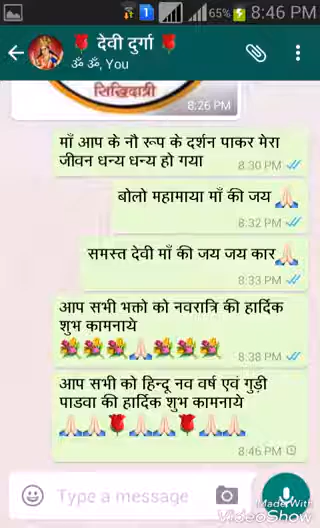 65% 8:46 PM
🌹 देवी दुर्गा 🌹
ॐ ॐ, You
सिद्धिदात्री
8:26 PM
माँ आप के नौ रूप के दर्शन पाकर मेरा
जीवन धन्य धन्य हो गया
8:30 PM
बोलो महामाया माँ की जय 🙏🏻
8:32 PM
समस्त देवी माँ की जय जय कार 🙏🏻
8:33 PM
आप सभी भक्तो को नवरात्रि की हार्दिक
शुभ कामनाये
💐💐💐🙏🏻💐💐💐
8:38 PM
आप सभी को हिन्दू नव वर्ष एवं गुड़ी
पाडवा की हार्दिक शुभ कामनाये
🙏🏻🙏🏻🌹🙏🏻🙏🏻🌹🙏🏻🙏🏻
8:46 PM
Type a message
Made With
VideoShow